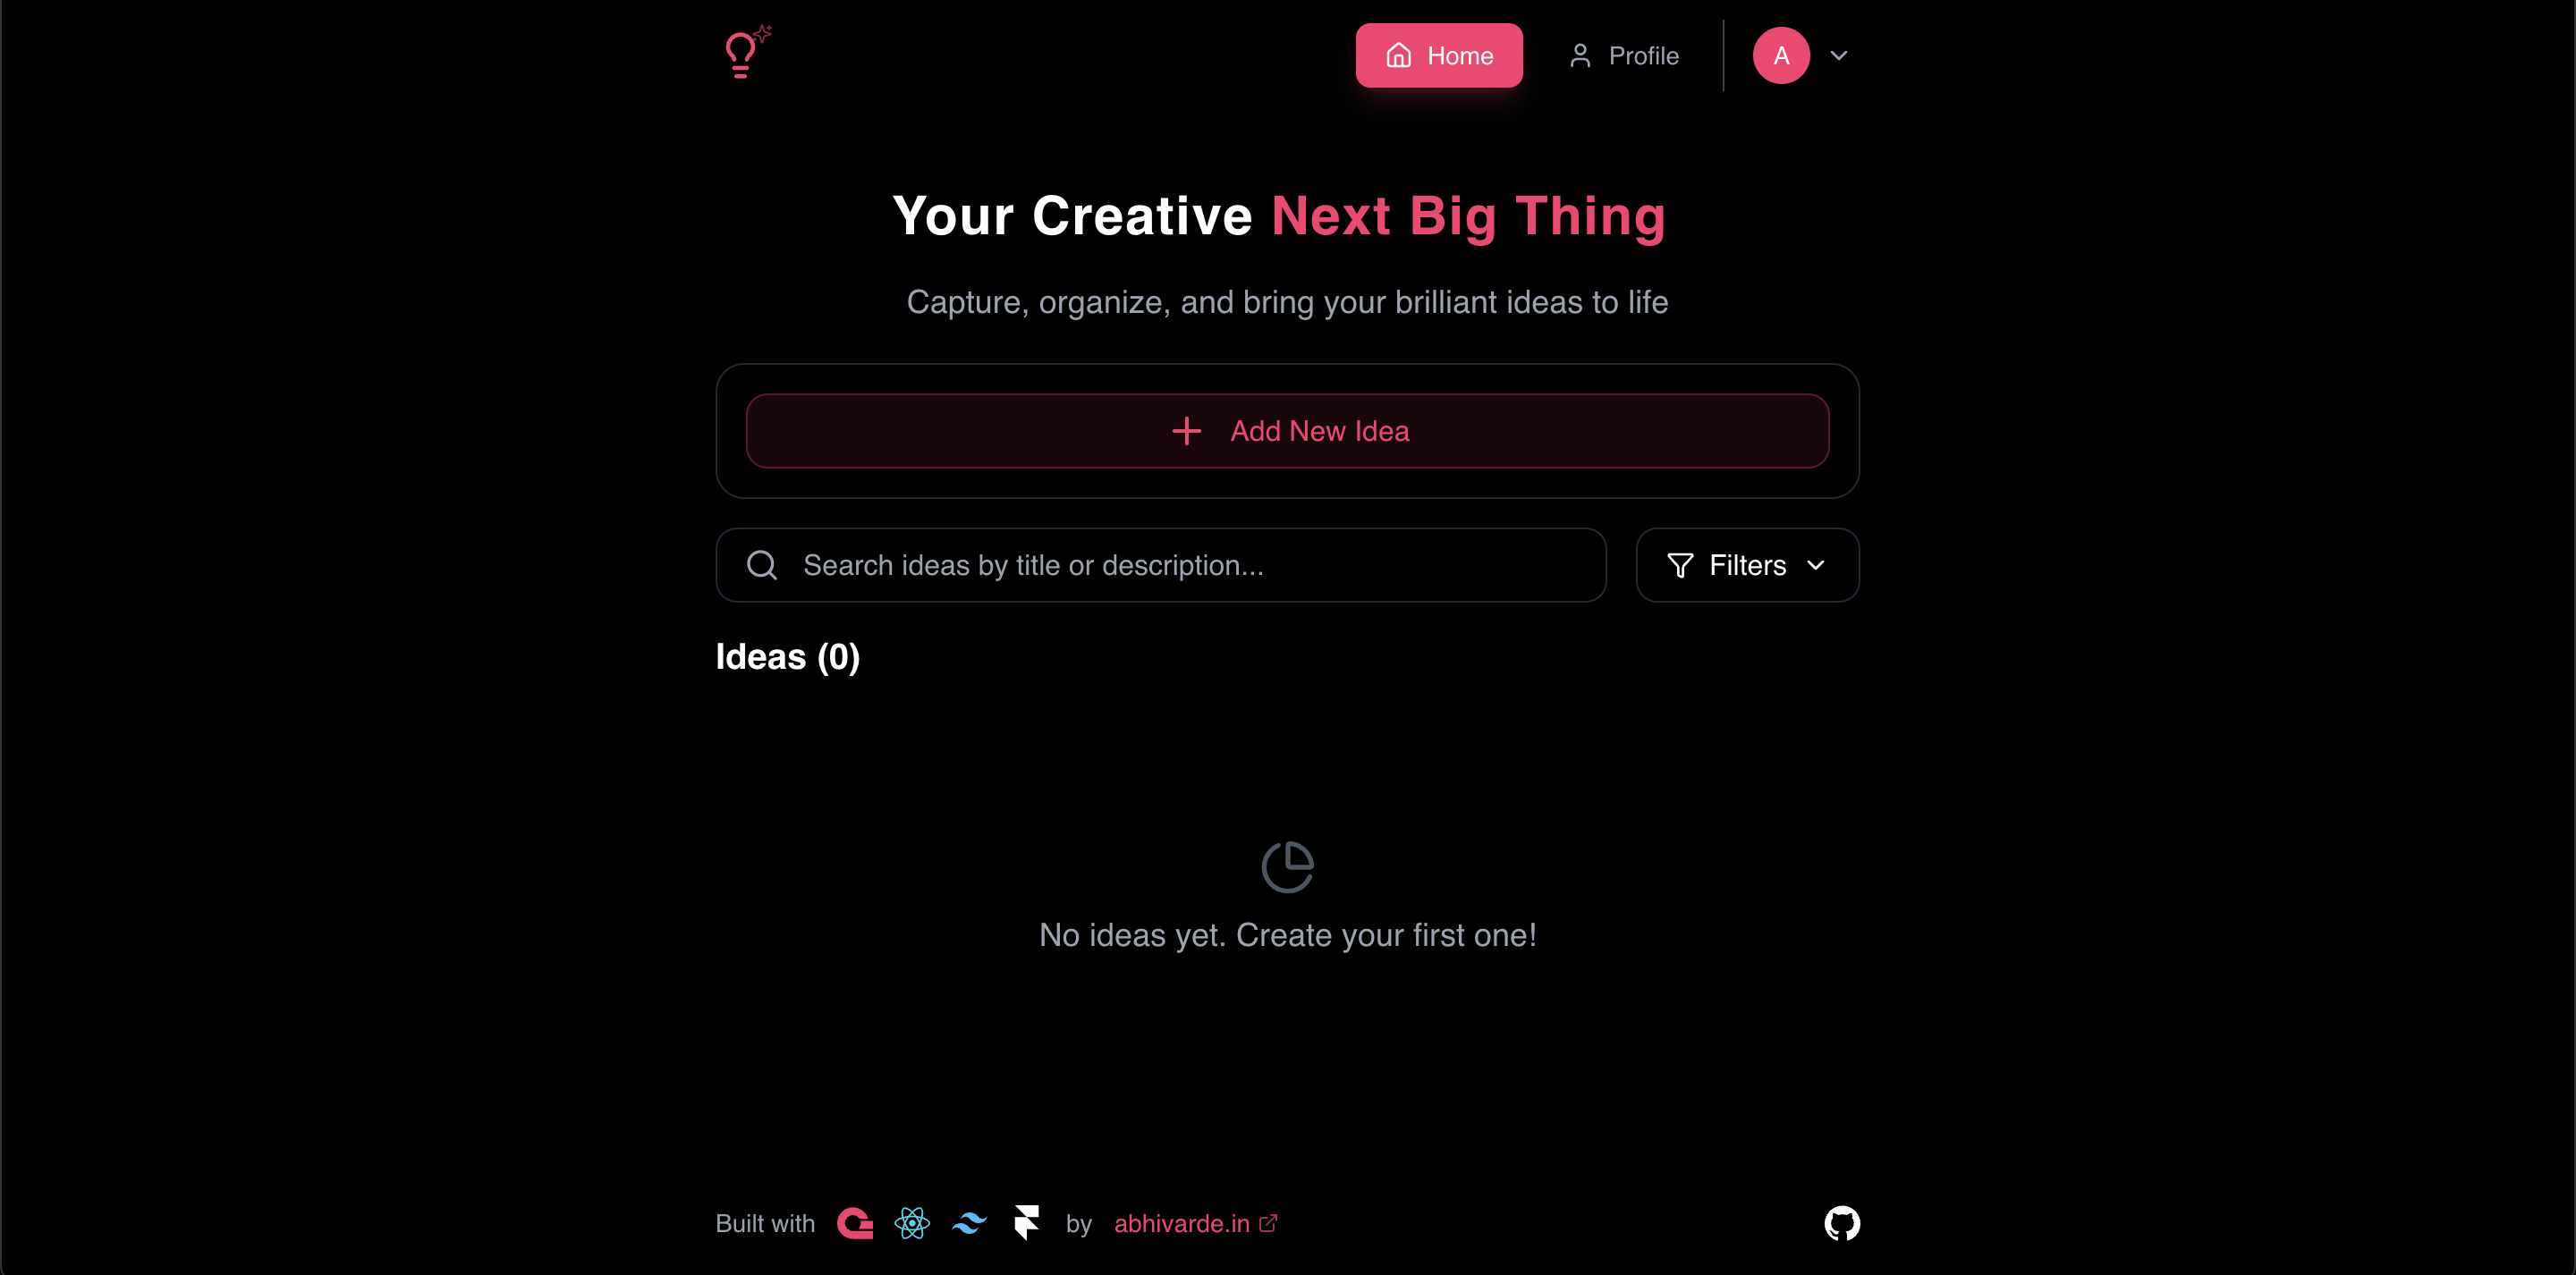 Home
Profile
A
Your Creative Next Big Thing
Capture, organize, and bring your brilliant ideas to life
Add New Idea
Search ideas by title or description...
Filters
Ideas (0)
No ideas yet. Create your first one!
Built with by abhivarde.in